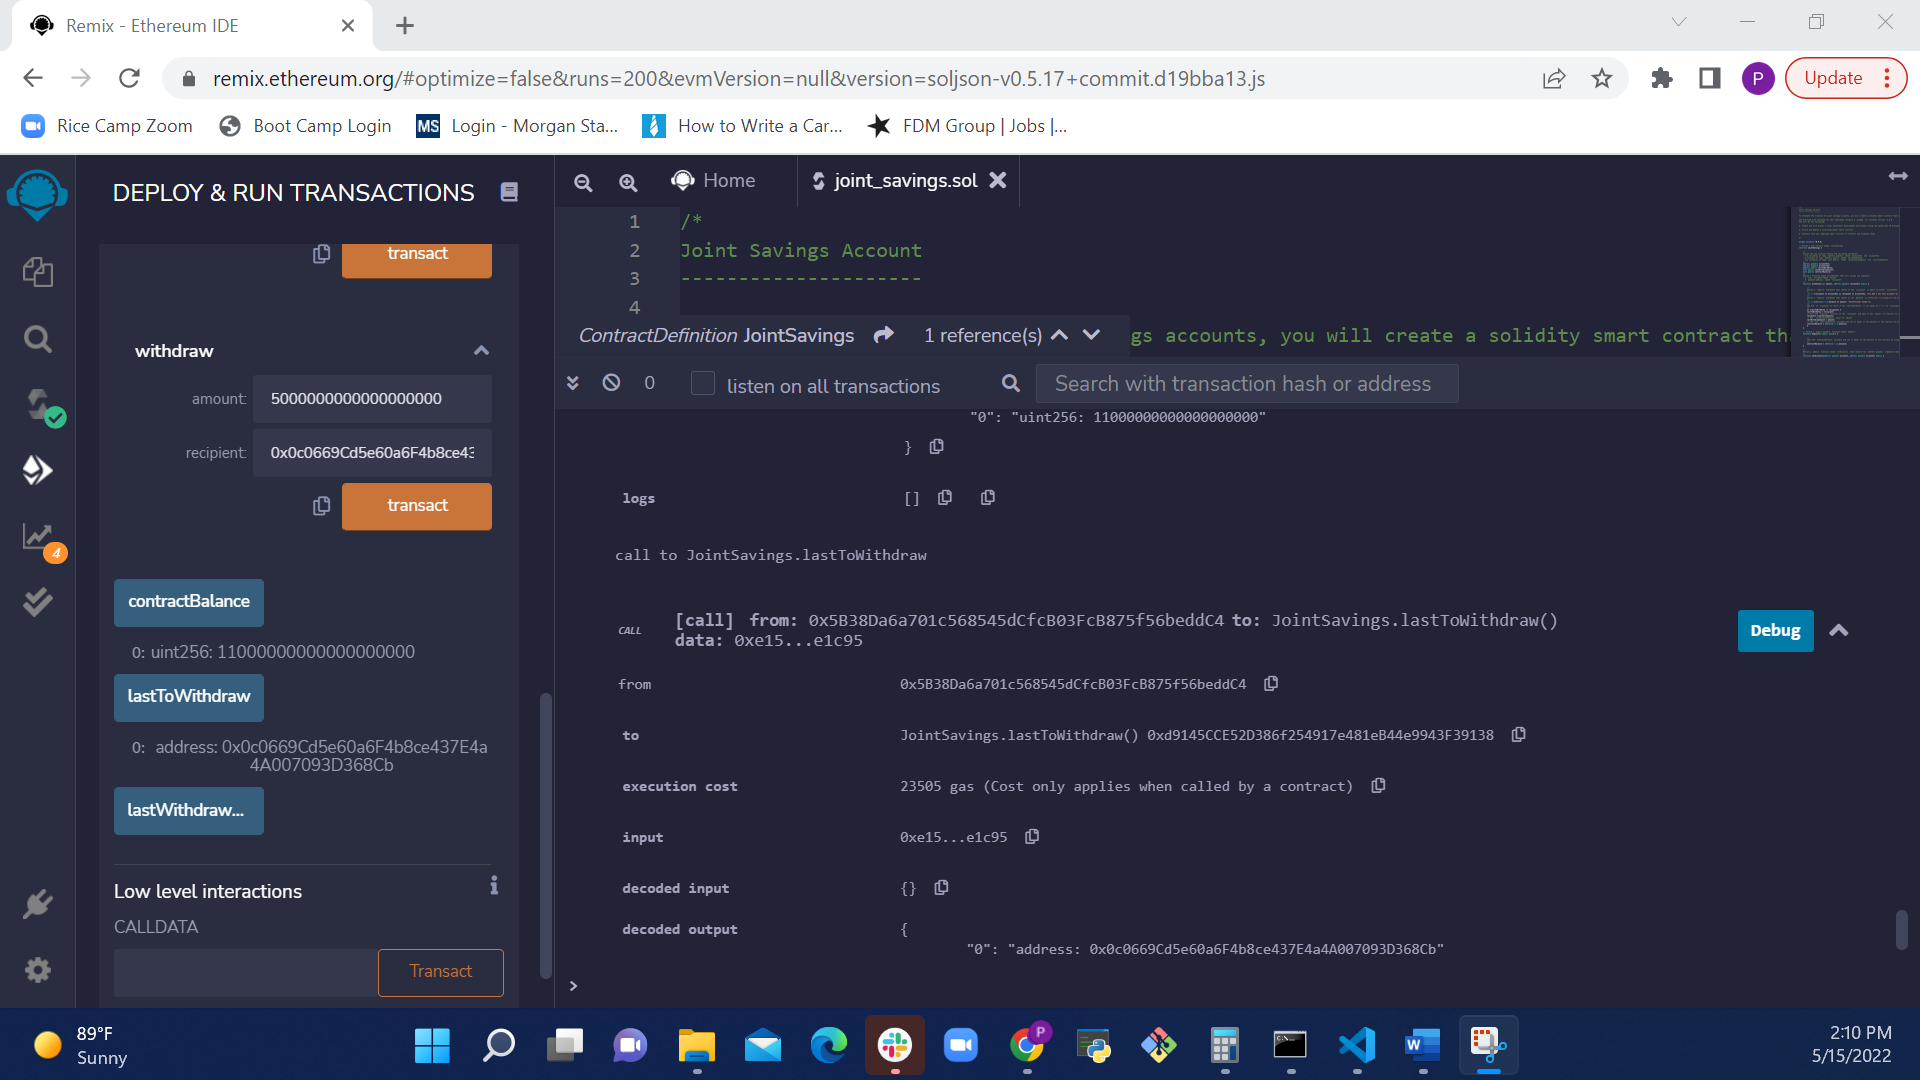 Remix - Ethereum IDE
remix.ethereum.org/#optimize=false&runs=200&evmVersion=null&version=soljson-v0.5.17+commit.d19bba13.js
P
Update
Rice Camp Zoom
Boot Camp Login
MS Login - Morgan Sta...
How to Write a Car...
FDM Group | Jobs |...
DEPLOY & RUN TRANSACTIONS
transact
withdraw
amount: 5000000000000000000
recipient: 0x0c0669Cd5e60a6F4b8ce43
transact
4
contractBalance
0: uint256: 11000000000000000000
lastToWithdraw
0: address: 0x0c0669Cd5e60a6F4b8ce437E4a
4A007093D368Cb
lastWithdraw...
Low level interactions
i
CALLDATA
Transact
Home
joint_savings.sol
1 /*
2 Joint Savings Account
3 ---------------------
4
ContractDefinition JointSavings 1 reference(s)
gs accounts, you will create a solidity smart contract th
0
listen on all transactions
Search with transaction hash or address
"0": "uint256: 11000000000000000000"
}
logs []
call to JointSavings.lastToWithdraw
CALL [call] from: 0x5B38Da6a701c568545dCfcB03FcB875f56beddC4 to: JointSavings.lastToWithdraw()
data: 0xe15...e1c95
Debug
from 0x5B38Da6a701c568545dCfcB03FcB875f56beddC4
to JointSavings.lastToWithdraw() 0xd9145CCE52D386f254917e481eB44e9943F39138
execution cost 23505 gas (Cost only applies when called by a contract)
input 0xe15...e1c95
decoded input {}
decoded output {
"0": "address: 0x0c0669Cd5e60a6F4b8ce437E4a4A007093D368Cb"
>
89°F
Sunny
P
2:10 PM
5/15/2022